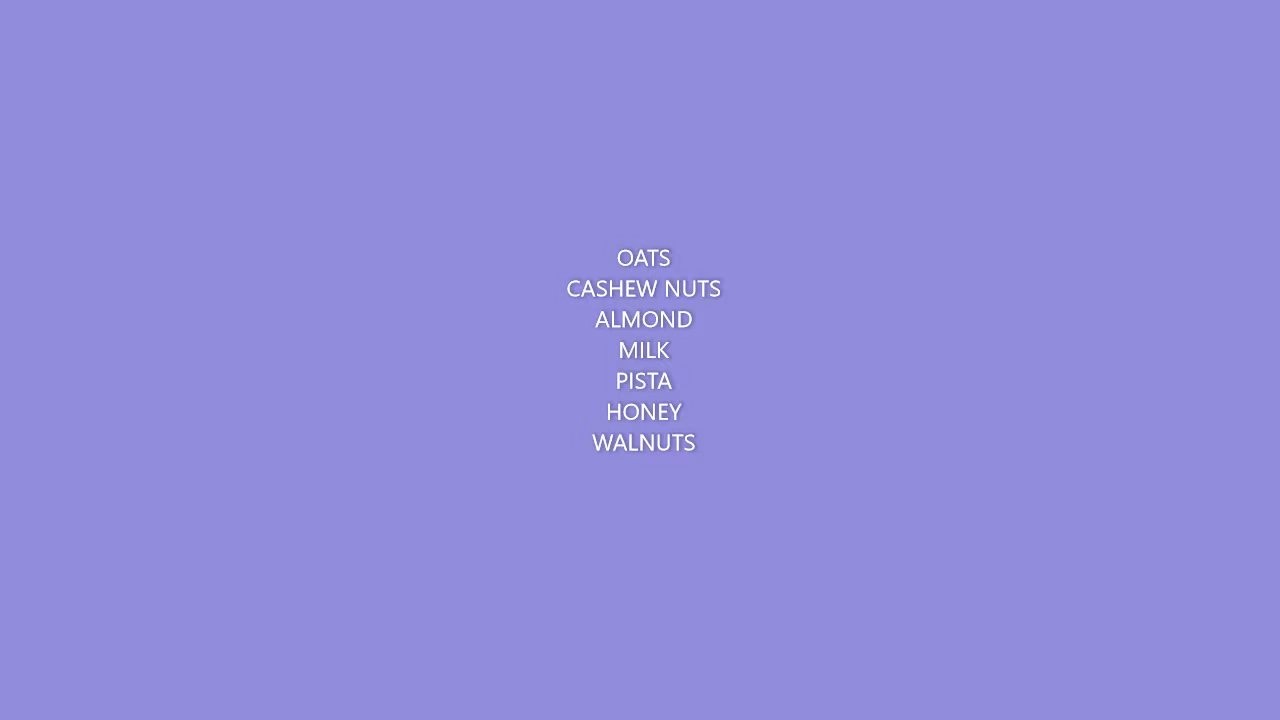 OATS
CASHEW NUTS
ALMOND
MILK
PISTA
HONEY
WALNUTS